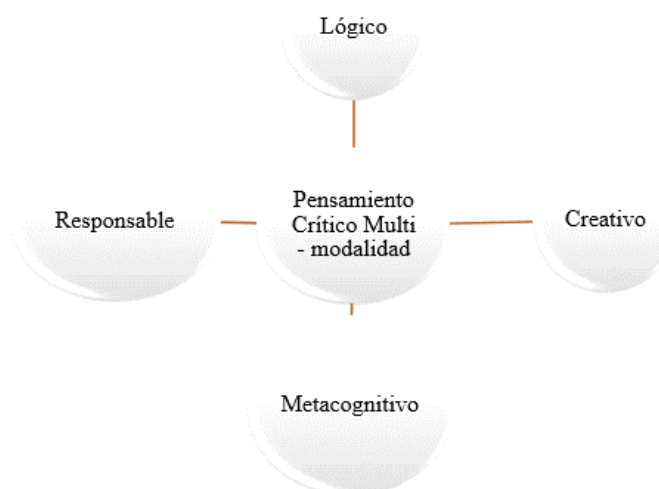 Lógico
Responsable
Pensamiento
Crítico Multi
- modalidad
Creativo
Metacognitivo